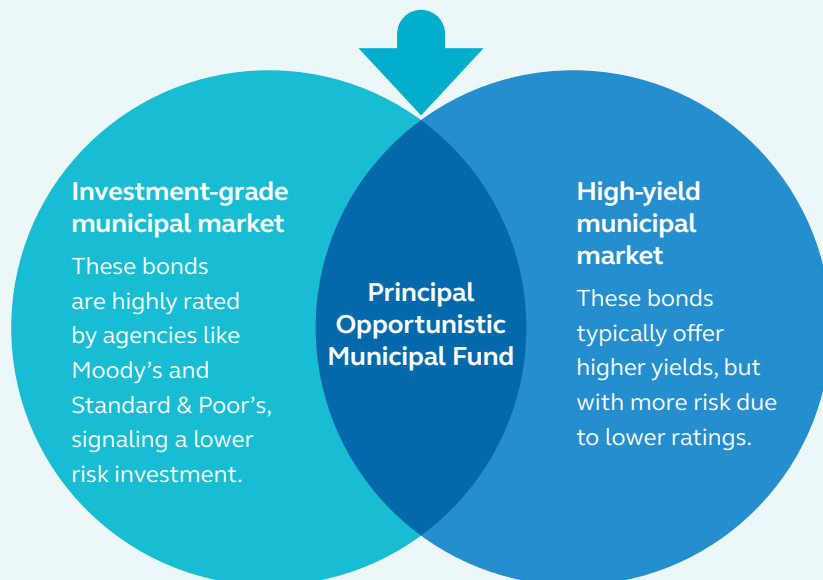 Investment-grade
municipal market
These bonds
are highly rated
by agencies like
Moody’s and
Standard & Poor’s,
signaling a lower
risk investment.
Principal
Opportunistic
Municipal Fund
High-yield
municipal
market
These bonds
typically offer
higher yields, but
with more risk due
to lower ratings.